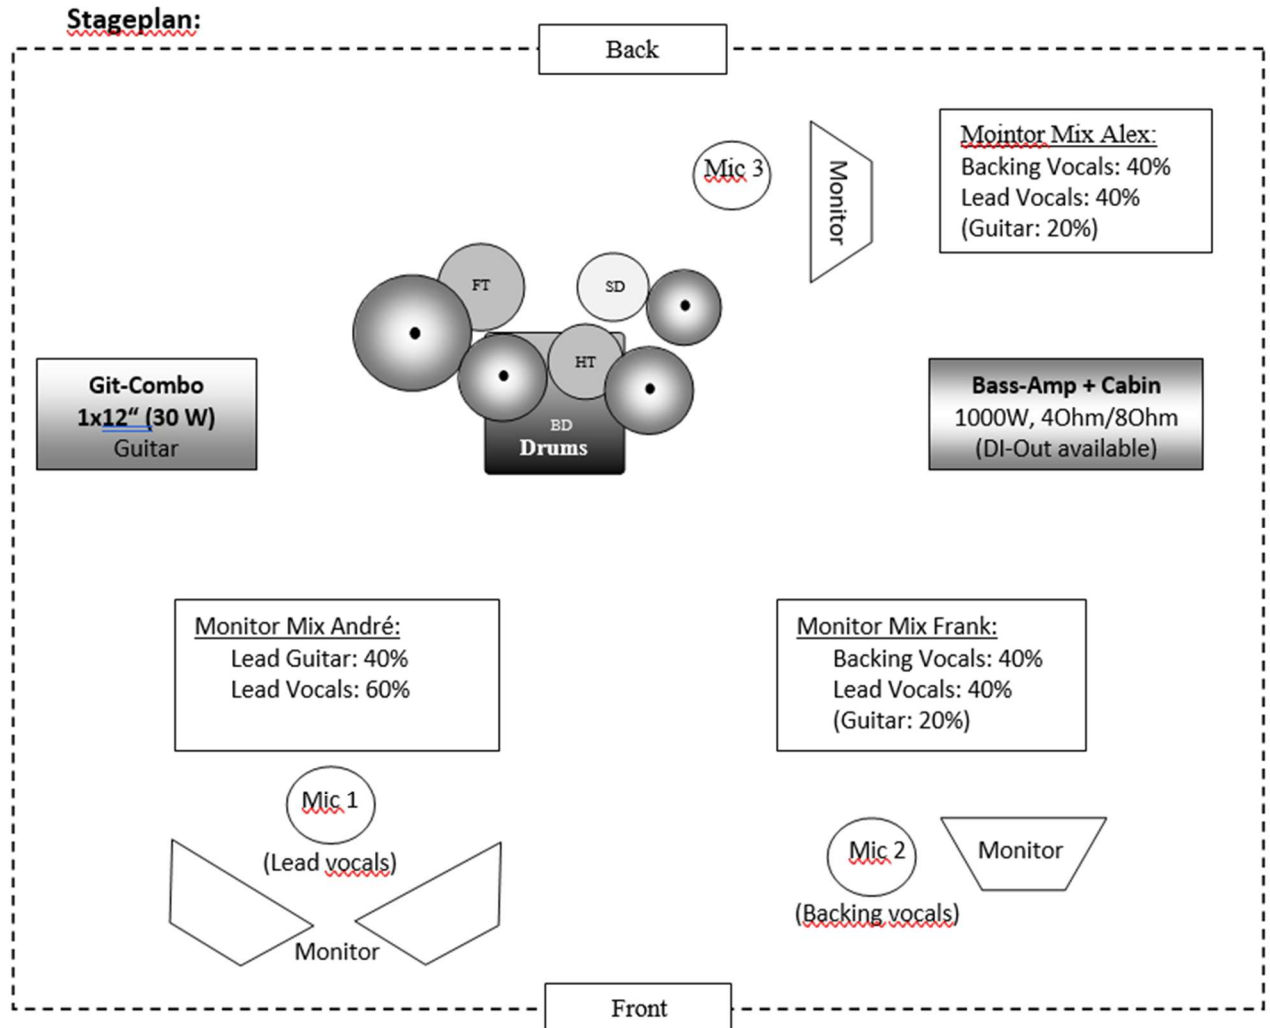 Stageplan:
Back
Mic 3
Monitor
Mointor Mix Alex:
Backing Vocals: 40%
Lead Vocals: 40%
(Guitar: 20%)
FT
SD
HT
BD
Drums
Git-Combo
1x12“ (30 W)
Guitar
Bass-Amp + Cabin
1000W, 4Ohm/8Ohm
(DI-Out available)
Monitor Mix André:
Lead Guitar: 40%
Lead Vocals: 60%
Monitor Mix Frank:
Backing Vocals: 40%
Lead Vocals: 40%
(Guitar: 20%)
Mic 1
(Lead vocals)
Monitor
Mic 2
(Backing vocals)
Monitor
Front